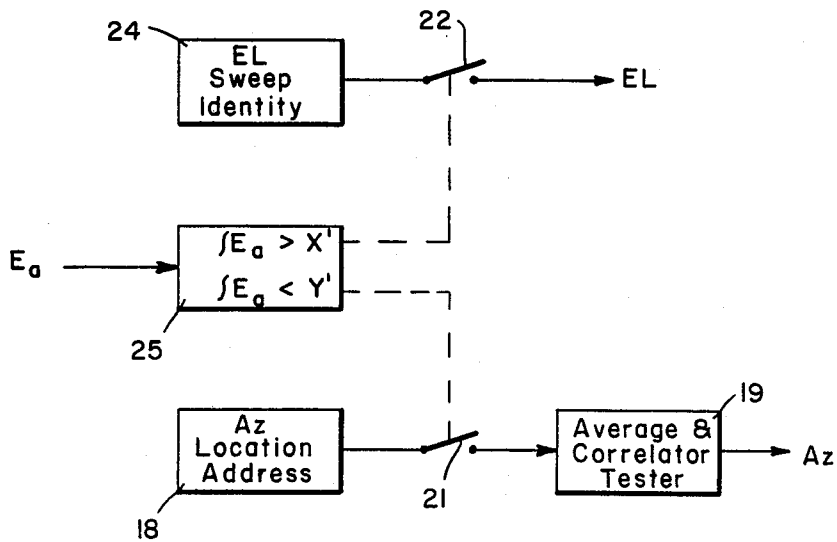 24
EL
Sweep
Identity
22
EL
Ea
∫Ea > X'
∫Ea < Y'
25
Az
Location
Address
18
21
Average &
Correlator
Tester
19
Az